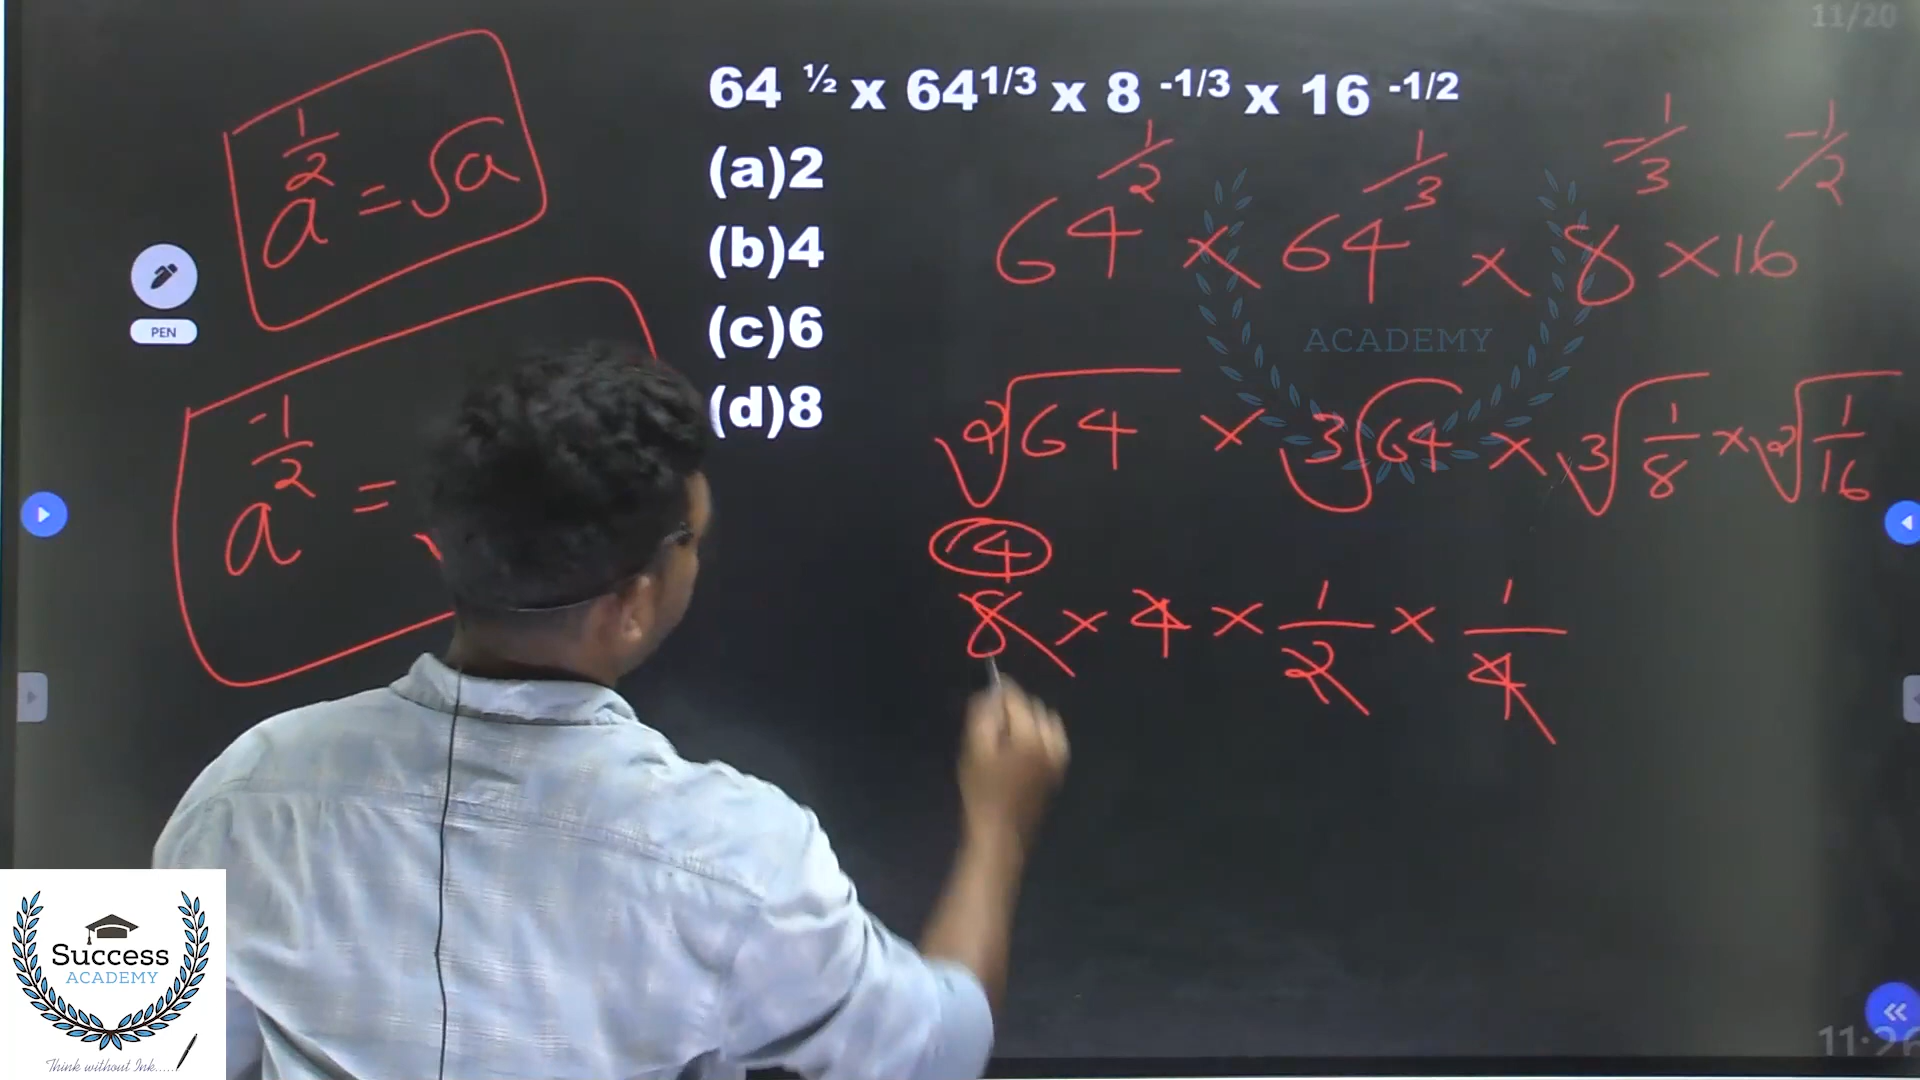 11/20
64 ½ x 64^1/3 x 8 ^-1/3 x 16 ^-1/2
(a)2
(b)4
(c)6
(d)8
a^1/2 = √a
a^-1/2 =
PEN
64^1/2 × 64^1/3 × 8^-1/3 × 16^-1/2
ACADEMY
2√64 × 3√64 × 3√1/8 × 2√1/16
4
8 × 4 × 1/2 × 1/4
Success
ACADEMY
Think without Ink.....